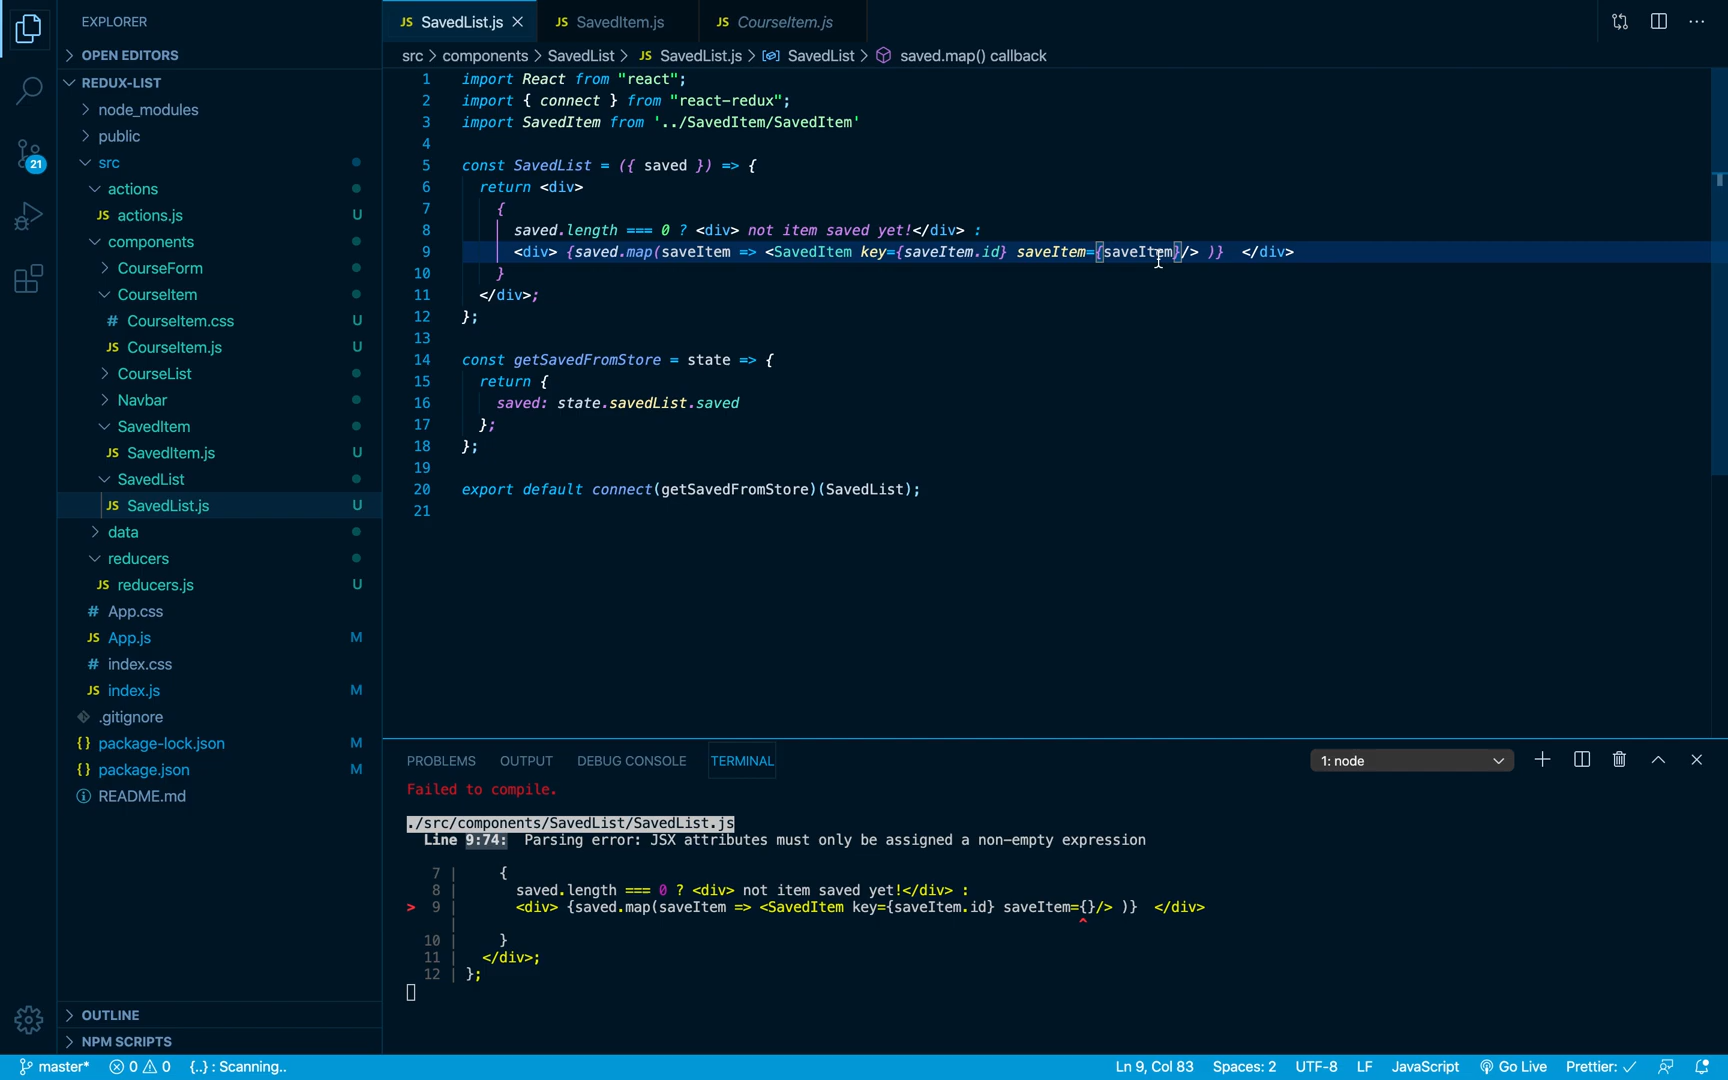 EXPLORER
OPEN EDITORS
REDUX-LIST
node_modules
public
src
actions
JS actions.js U
components
CourseForm
CourseItem
# CourseItem.css U
JS CourseItem.js U
CourseList
Navbar
SavedItem
JS SavedItem.js U
SavedList
JS SavedList.js U
data
reducers
JS reducers.js U
# App.css
JS App.js M
# index.css
JS index.js M
.gitignore
{} package-lock.json M
{} package.json M
README.md
OUTLINE
NPM SCRIPTS
21
JS SavedList.js JS SavedItem.js JS CourseItem.js
src > components > SavedList > JS SavedList.js > SavedList > saved.map() callback
1 import React from "react";
2 import { connect } from "react-redux";
3 import SavedItem from '../SavedItem/SavedItem'
4
5 const SavedList = ({ saved }) => {
6 return <div>
7 {
8 saved.length === 0 ? <div> not item saved yet!</div> :
9 <div> {saved.map(saveItem => <SavedItem key={saveItem.id} saveItem={saveItem}/> )} </div>
10 }
11 </div>;
12 };
13
14 const getSavedFromStore = state => {
15 return {
16 saved: state.savedList.saved
17 };
18 };
19
20 export default connect(getSavedFromStore)(SavedList);
21
PROBLEMS OUTPUT DEBUG CONSOLE TERMINAL 1: node
Failed to compile.
./src/components/SavedList/SavedList.js
Line 9:74: Parsing error: JSX attributes must only be assigned a non-empty expression
7 | {
8 | saved.length === 0 ? <div> not item saved yet!</div> :
> 9 | <div> {saved.map(saveItem => <SavedItem key={saveItem.id} saveItem={}/> )} </div>
| ^
10 | }
11 | </div>;
12 | };
master* 0 0 {..} : Scanning.. Ln 9, Col 83 Spaces: 2 UTF-8 LF JavaScript Go Live Prettier: ✓